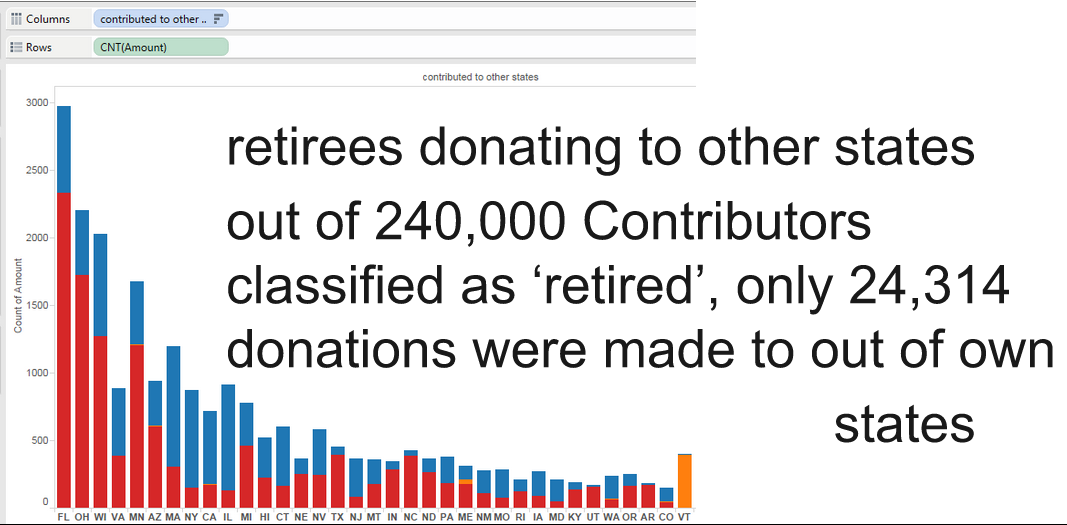 Columns contributed to other ..
Rows CNT(Amount)
contributed to other states
3000
2500
2000
1500
1000
500
0
Count of Amount
retirees donating to other states
out of 240,000 Contributors
classified as ‘retired’, only 24,314
donations were made to out of own
states
FL OH WI VA MN AZ MA NY CA IL MI HI CT NE NV TX NJ MT IN NC ND PA ME NM MO RI IA MD KY UT WA OR AR CO VT